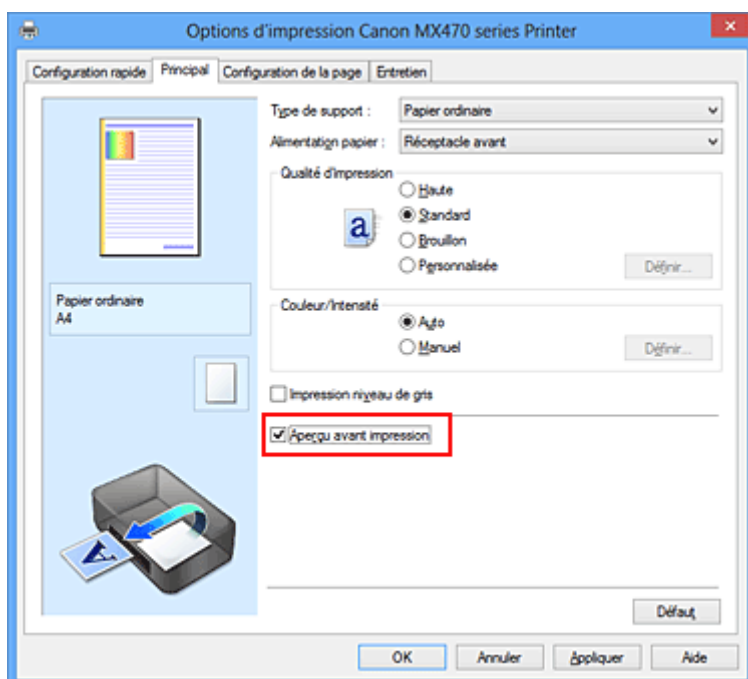 Options d'impression Canon MX470 series Printer
Configuration rapide Principal Configuration de la page Entretien
Type de support : Papier ordinaire
Alimentation papier : Réceptacle avant
Qualité d'impression
Haute
Standard
Brouillon
Personnalisée Définir...
Papier ordinaire
A4
Couleur/Intensité
Auto
Manuel Définir...
Impression niveau de gris
Aperçu avant impression
Défaut
OK Annuler Appliquer Aide